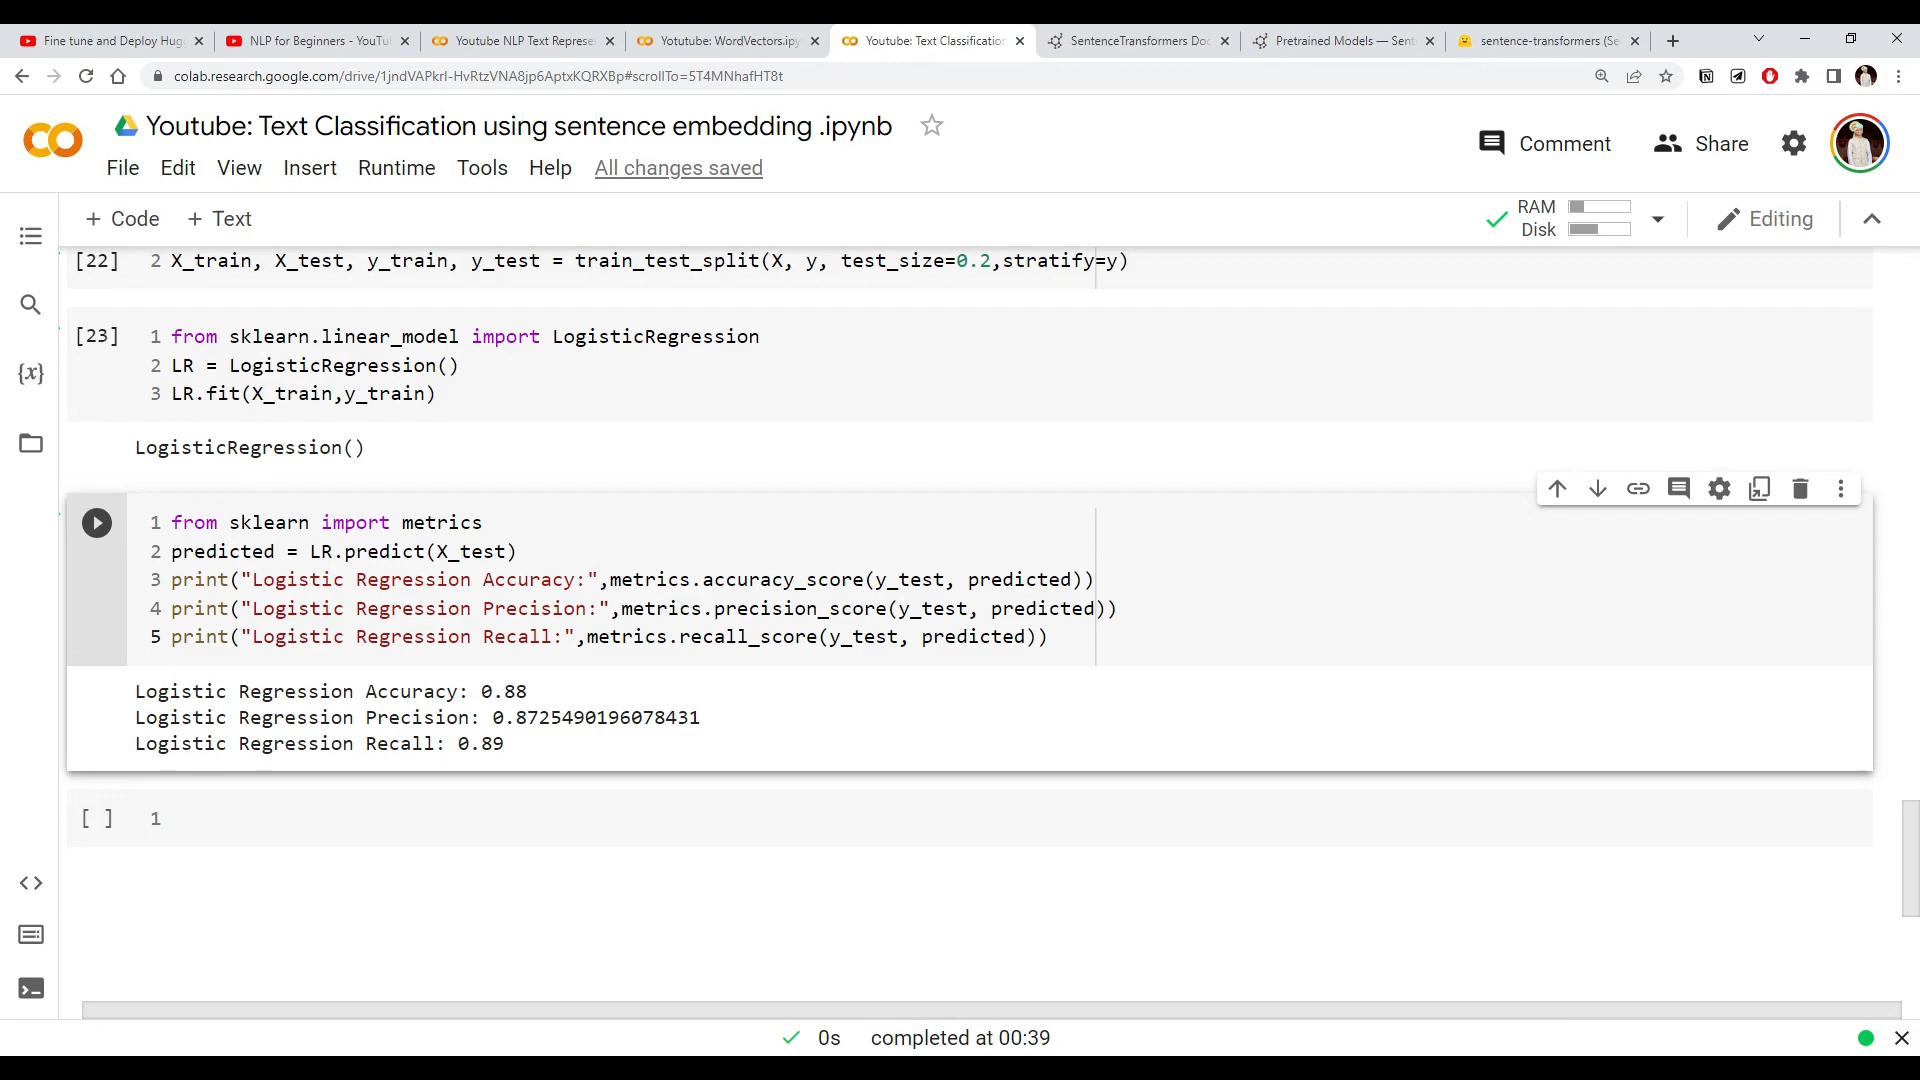 Fine tune and Deploy Hug
NLP for Beginners - YouTu
Youtube NLP Text Represe
Yotutube: WordVectors.ipy
Youtube: Text Classification
SentenceTransformers Doc
Pretrained Models — Sent
sentence-transformers (Se
colab.research.google.com/drive/1jndVAPkrI-HvRtzVNA8jp6AptxKQRXBp#scrollTo=5T4MNhafHT8t
Youtube: Text Classification using sentence embedding .ipynb
Comment
Share
File Edit View Insert Runtime Tools Help All changes saved
+ Code + Text
RAM
Disk
Editing
[22] 2 X_train, X_test, y_train, y_test = train_test_split(X, y, test_size=0.2,stratify=y)
[23] 1 from sklearn.linear_model import LogisticRegression
2 LR = LogisticRegression()
3 LR.fit(X_train,y_train)
LogisticRegression()
1 from sklearn import metrics
2 predicted = LR.predict(X_test)
3 print("Logistic Regression Accuracy:",metrics.accuracy_score(y_test, predicted))
4 print("Logistic Regression Precision:",metrics.precision_score(y_test, predicted))
5 print("Logistic Regression Recall:",metrics.recall_score(y_test, predicted))
Logistic Regression Accuracy: 0.88
Logistic Regression Precision: 0.8725490196078431
Logistic Regression Recall: 0.89
[ ] 1
0s completed at 00:39